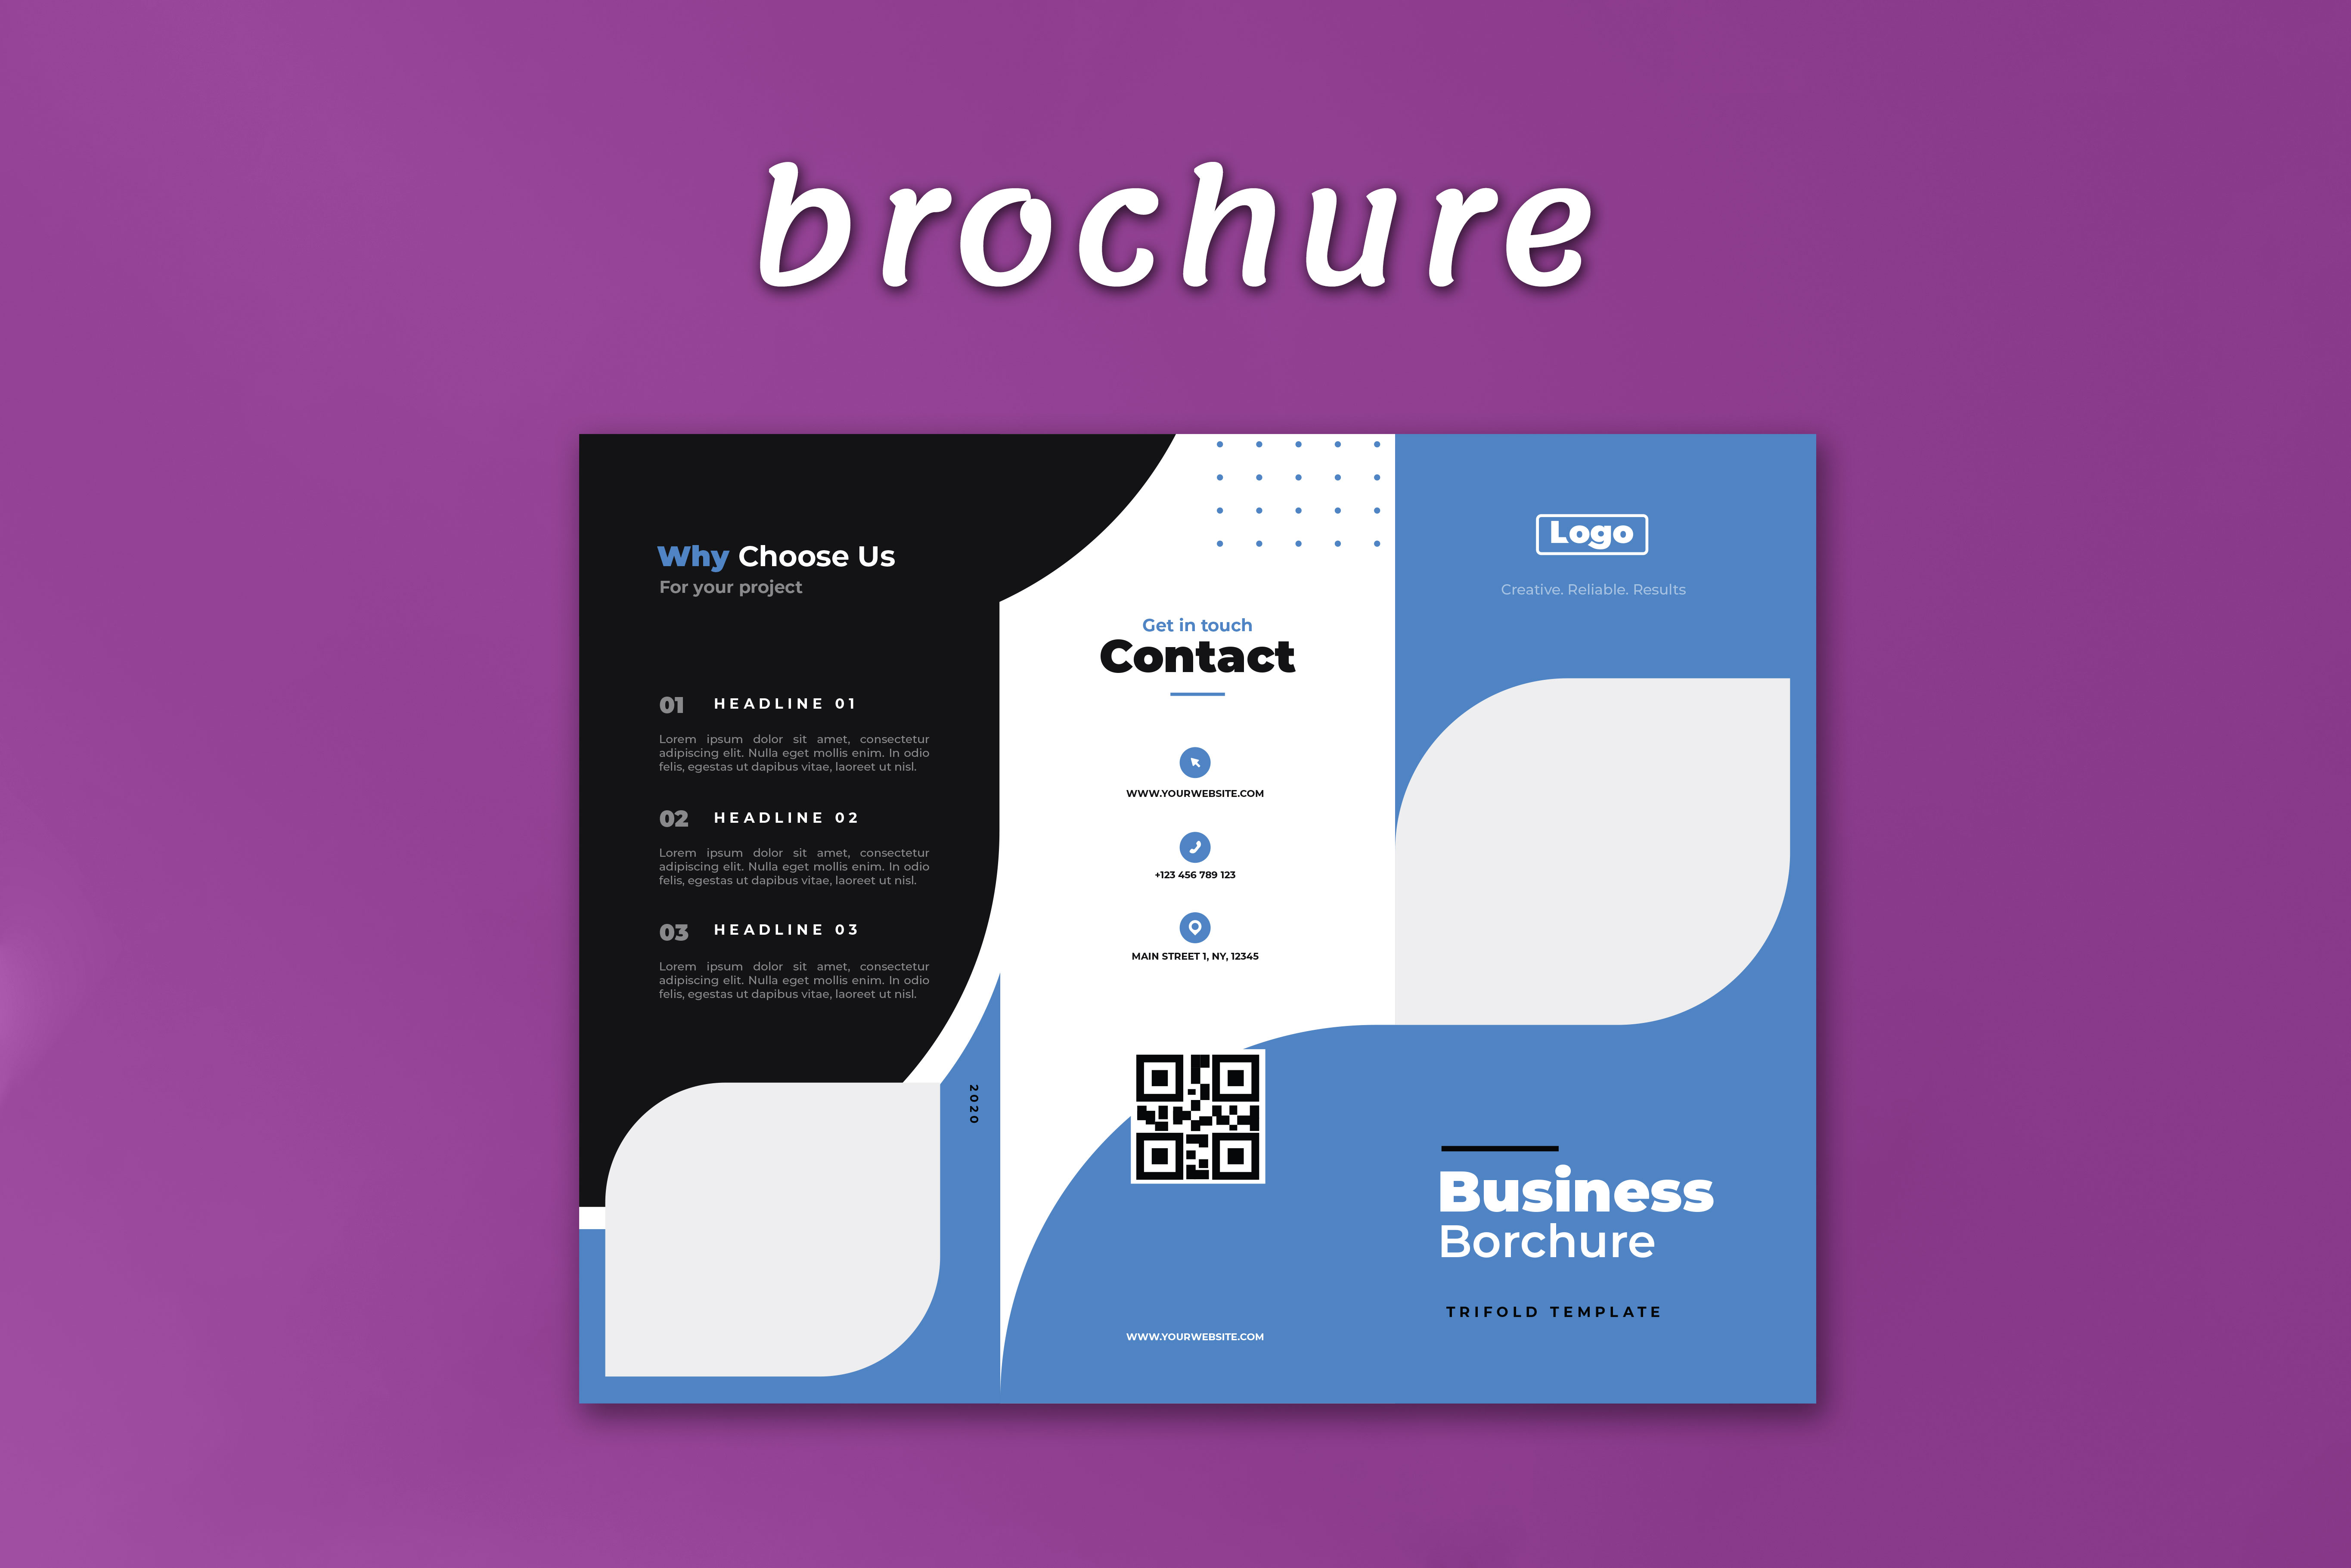 brochure
Why Choose Us
For your project
01 HEADLINE 01
Lorem ipsum dolor sit amet, consectetur
adipiscing elit. Nulla eget mollis enim. In odio
felis, egestas ut dapibus vitae, laoreet ut nisl.
02 HEADLINE 02
Lorem ipsum dolor sit amet, consectetur
adipiscing elit. Nulla eget mollis enim. In odio
felis, egestas ut dapibus vitae, laoreet ut nisl.
03 HEADLINE 03
Lorem ipsum dolor sit amet, consectetur
adipiscing elit. Nulla eget mollis enim. In odio
felis, egestas ut dapibus vitae, laoreet ut nisl.
2020
Get in touch
Contact
WWW.YOURWEBSITE.COM
+123 456 789 123
MAIN STREET 1, NY, 12345
WWW.YOURWEBSITE.COM
Logo
Creative. Reliable. Results
Business
Borchure
TRIFOLD TEMPLATE